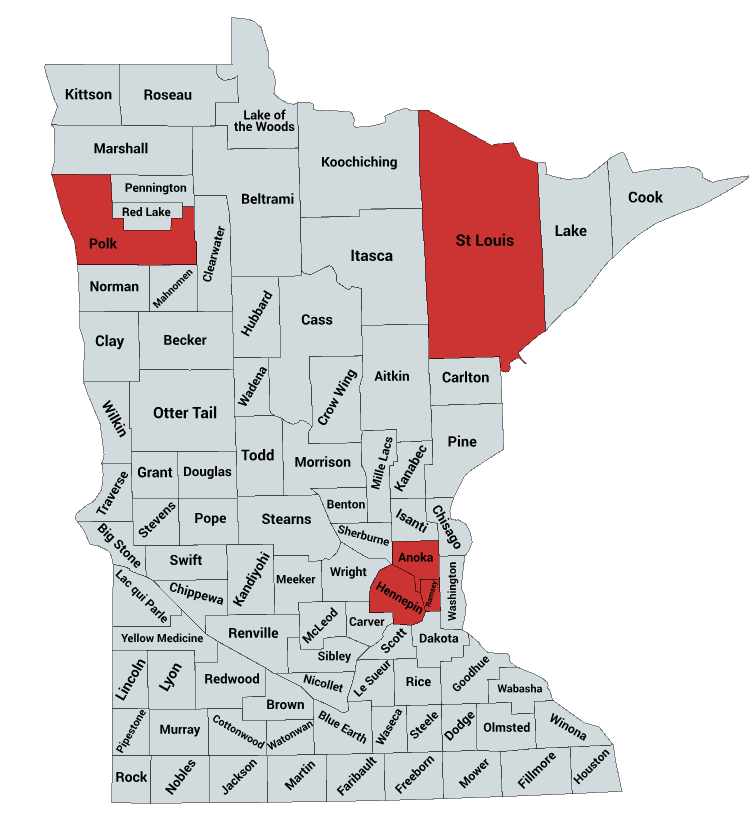 Kittson
Roseau
Lake of
the Woods
Marshall
Koochiching
Pennington
Beltrami
Cook
Red Lake
Lake
Polk
St Louis
Clearwater
Itasca
Norman
Mahnomen
Hubbard
Cass
Clay
Becker
Wadena
Crow Wing
Aitkin
Carlton
Wilkin
Otter Tail
Pine
Todd
Morrison
Mille Lacs
Kanabec
Grant
Douglas
Traverse
Benton
Stevens
Pope
Stearns
Isanti
Chisago
Sherburne
Big Stone
Swift
Anoka
Kandiyohi
Meeker
Wright
Washington
Lac qui Parle
Chippewa
Hennepin
Ramsey
McLeod
Carver
Yellow Medicine
Renville
Scott
Dakota
Sibley
Lincoln
Lyon
Redwood
Nicollet
Le Sueur
Rice
Goodhue
Wabasha
Brown
Pipestone
Murray
Cottonwood
Watonwan
Blue Earth
Waseca
Steele
Dodge
Olmsted
Winona
Rock
Nobles
Jackson
Martin
Faribault
Freeborn
Mower
Fillmore
Houston